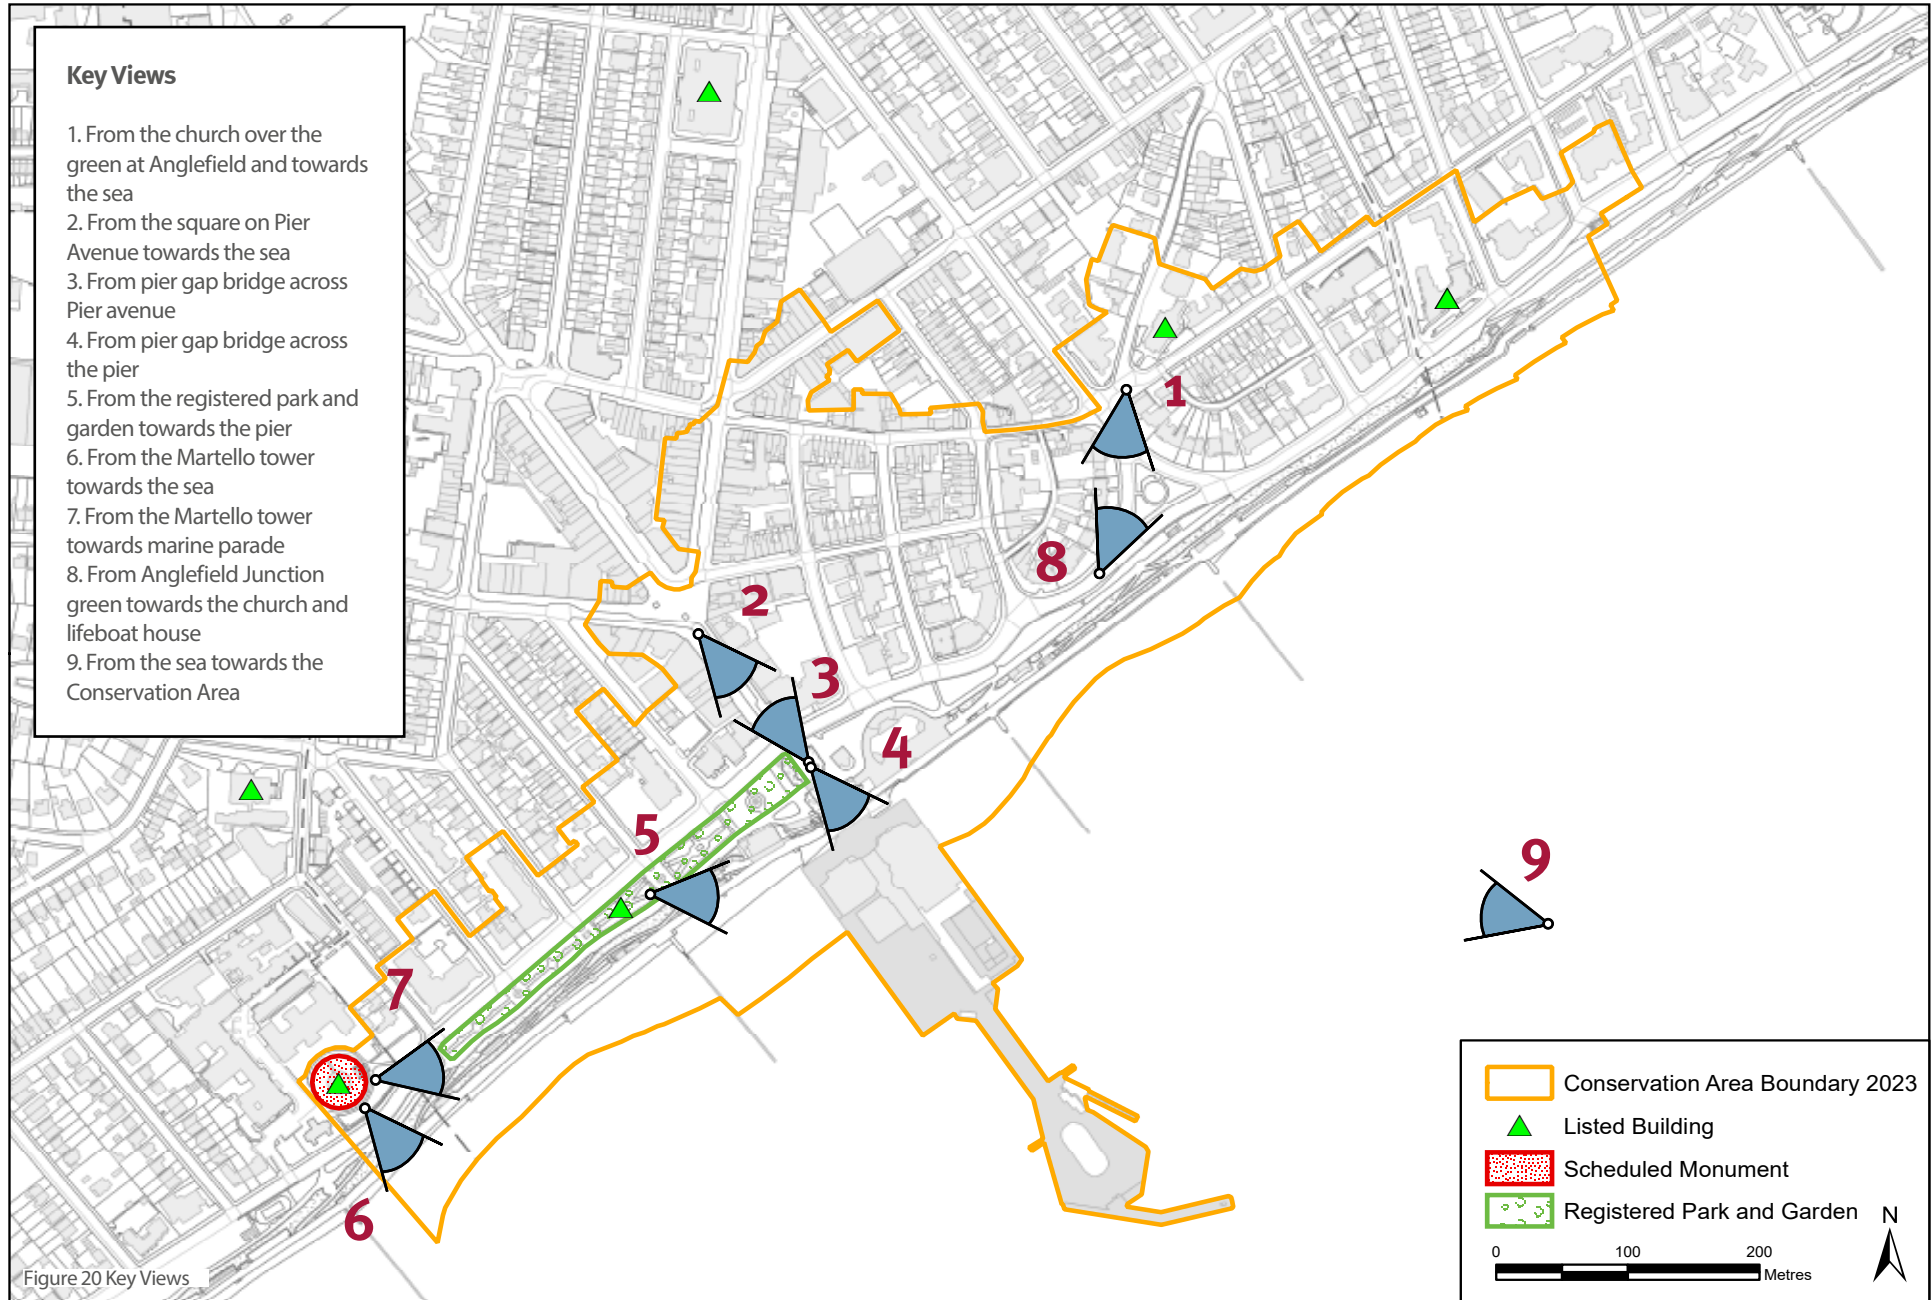 Key Views
1. From the church over the
green at Anglefield and towards
the sea
2. From the square on Pier
Avenue towards the sea
3. From pier gap bridge across
Pier avenue
4. From pier gap bridge across
the pier
5. From the registered park and
garden towards the pier
6. From the Martello tower
towards the sea
7. From the Martello tower
towards marine parade
8. From Anglefield Junction
green towards the church and
lifeboat house
9. From the sea towards the
Conservation Area
1
8
2
3
4
5
9
7
6
Conservation Area Boundary 2023
Listed Building
Scheduled Monument
Registered Park and Garden
N
0 100 200
Metres
Figure 20 Key Views